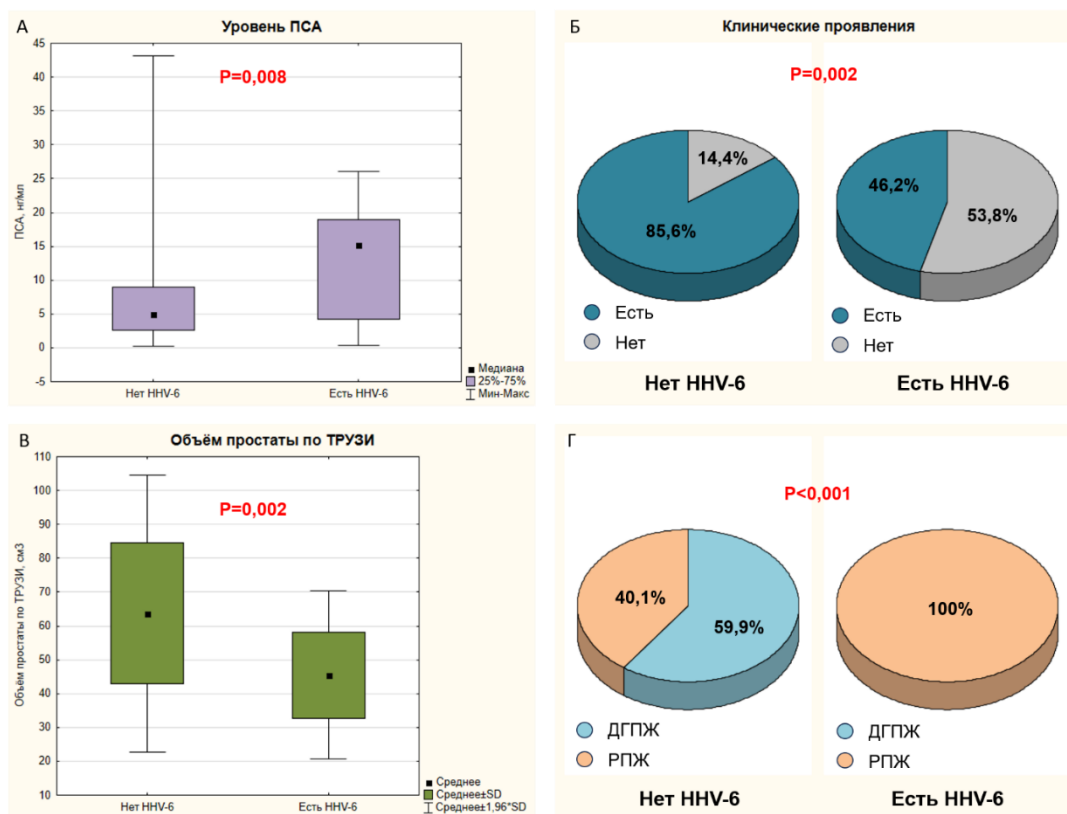 А
Уровень ПСА
P=0,008
ПСА, нг/мл
45
40
35
30
25
20
15
10
5
0
-5
Нет HHV-6
Есть HHV-6
Медиана
25%-75%
Мин-Макс
Б
Клинические проявления
P=0,002
14,4%
85,6%
46,2%
53,8%
Есть
Нет
Есть
Нет
Нет HHV-6
Есть HHV-6
В
Объём простаты по ТРУЗИ
P=0,002
Объём простаты по ТРУЗИ, см3
110
100
90
80
70
60
50
40
30
20
10
Нет HHV-6
Есть HHV-6
Среднее
Среднее±SD
Среднее±1,96*SD
Г
P<0,001
40,1%
59,9%
100%
ДГПЖ
РПЖ
ДГПЖ
РПЖ
Нет HHV-6
Есть HHV-6